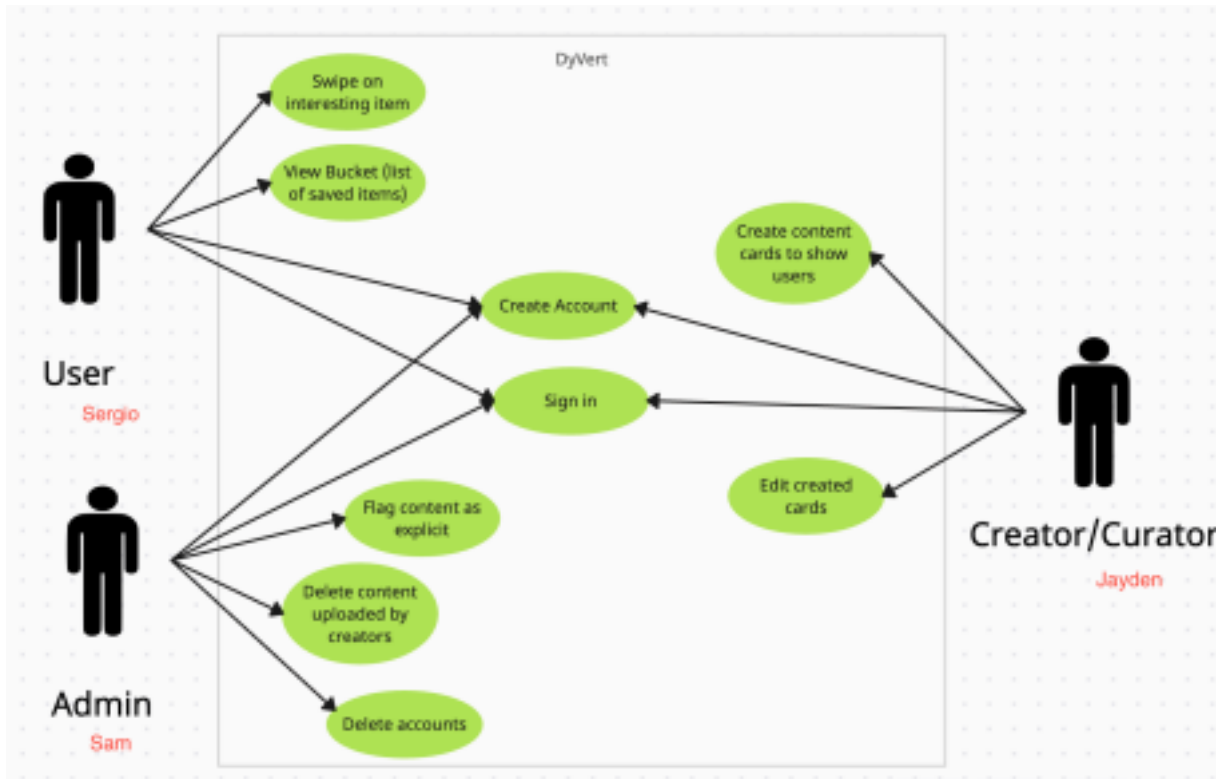 DyVert
Swipe on
interesting item
View Bucket (list
of saved items)
Create content
cards to show
users
Create Account
User
Sergio
Sign in
Edit created
cards
Flag content as
explicit
Creator/Curator
Jayden
Delete content
uploaded by
creators
Admin
Sam
Delete accounts